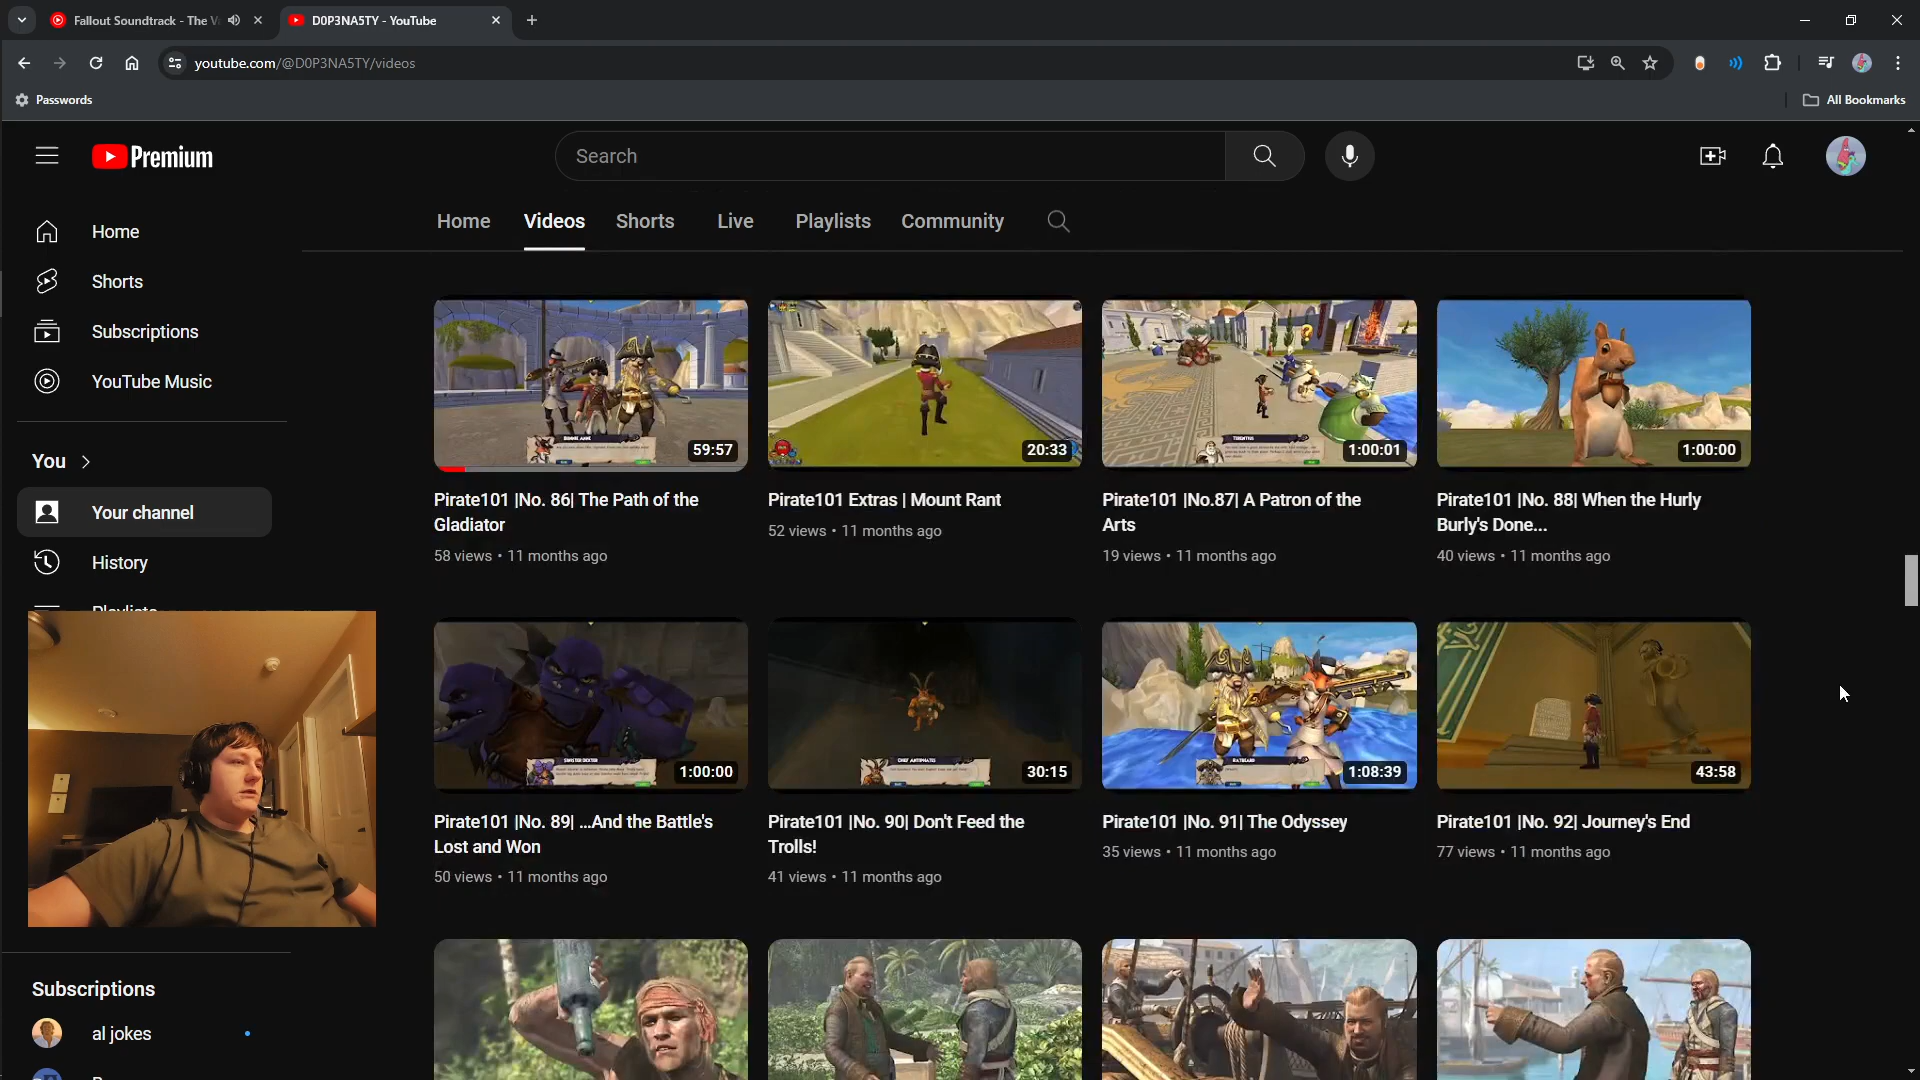 Fallout Soundtrack - The V
D0P3NA5TY - YouTube
youtube.com/@D0P3NA5TY/videos
Passwords
All Bookmarks
Premium
Search
Home
Videos
Shorts
Live
Playlists
Community
Home
Shorts
Subscriptions
YouTube Music
You
Your channel
History
Playlists
Subscriptions
al jokes
59:57
Pirate101 |No. 86| The Path of the
Gladiator
58 views • 11 months ago
20:33
Pirate101 Extras | Mount Rant
52 views • 11 months ago
1:00:01
Pirate101 |No.87| A Patron of the
Arts
19 views • 11 months ago
1:00:00
Pirate101 |No. 88| When the Hurly
Burly's Done...
40 views • 11 months ago
1:00:00
Pirate101 |No. 89| ...And the Battle's
Lost and Won
50 views • 11 months ago
30:15
Pirate101 |No. 90| Don't Feed the
Trolls!
41 views • 11 months ago
1:08:39
Pirate101 |No. 91| The Odyssey
35 views • 11 months ago
43:58
Pirate101 |No. 92| Journey's End
77 views • 11 months ago